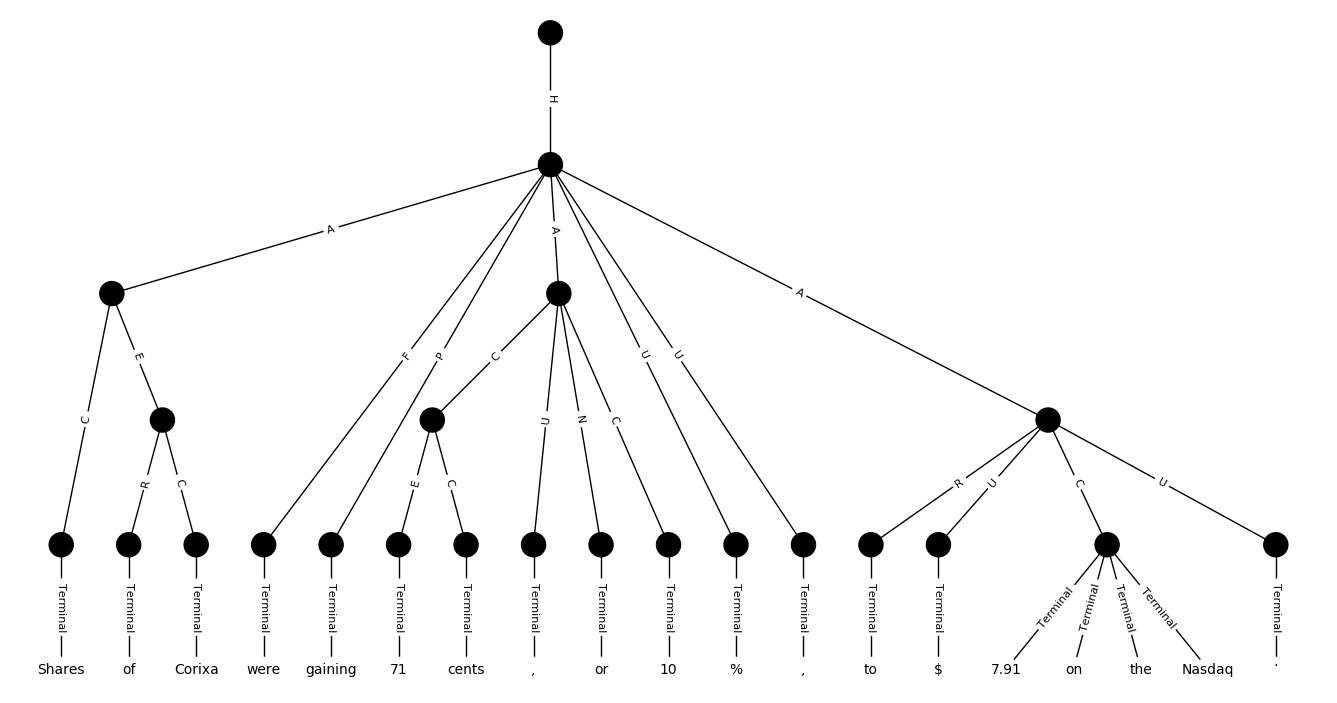 H
A
F
P
A
U
U
A
C
E
C
U
N
C
R
C
E
C
R
U
C
U
Terminal Terminal Terminal Terminal Terminal Terminal Terminal Terminal Terminal Terminal Terminal Terminal Terminal Terminal Terminal Terminal Terminal Terminal Terminal
Shares of Corixa were gaining 71 cents , or 10 % , to $ 7.91 on the Nasdaq .